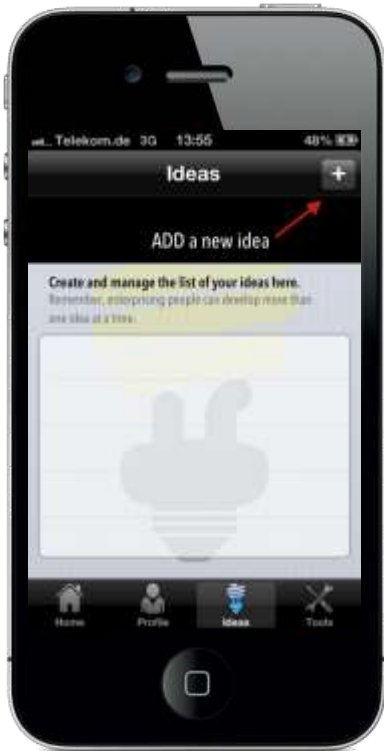 Telekom.de 3G 13:55 48%
Ideas
+
ADD a new idea
Create and manage the list of your ideas here.
Remember, enterprising people can develop more than
one idea at a time.
Home Profile Ideas Tools